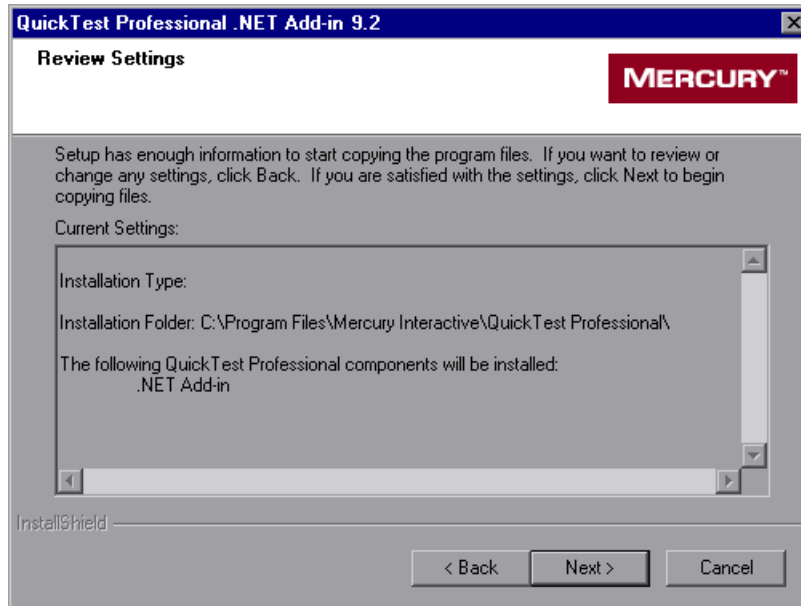 QuickTest Professional .NET Add-in 9.2
Review Settings
MERCURY™
Setup has enough information to start copying the program files. If you want to review or
change any settings, click Back. If you are satisfied with the settings, click Next to begin
copying files.
Current Settings:
Installation Type:
Installation Folder: C:\Program Files\Mercury Interactive\QuickTest Professional\
The following QuickTest Professional components will be installed:
.NET Add-in
InstallShield
< Back
Next >
Cancel